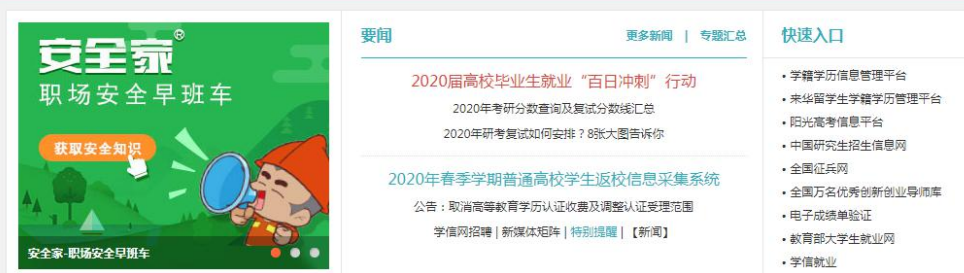 安全家®
职场安全早班车
获取安全知识
安全家-职场安全早班车
要闻
更多新闻 | 专题汇总
2020届高校毕业生就业“百日冲刺”行动
2020年考研分数查询及复试分数线汇总
2020年研考复试如何安排？8张大图告诉你
2020年春季学期普通高校学生返校信息采集系统
公告：取消高等教育学历认证收费及调整认证受理范围
学信网招聘 | 新媒体矩阵 | 特别提醒 | 【新闻】
快速入口
• 学籍学历信息管理平台
• 来华留学生学籍学历管理平台
• 阳光高考信息平台
• 中国研究生招生信息网
• 全国征兵网
• 全国万名优秀创新创业导师库
• 电子成绩单验证
• 教育部大学生就业网
• 学信就业